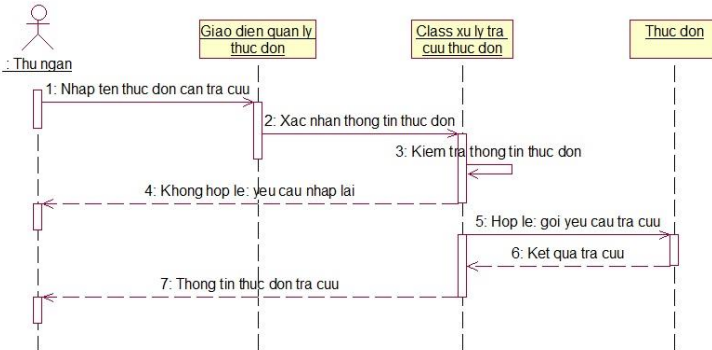 Giao dien quan ly
thuc don
Class xu ly tra
cuu thuc don
Thuc don
: Thu ngan
1: Nhap ten thuc don can tra cuu
2: Xac nhan thong tin thuc don
3: Kiem tra thong tin thuc don
4: Khong hop le: yeu cau nhap lai
5: Hop le: goi yeu cau tra cuu
6: Ket qua tra cuu
7: Thong tin thuc don tra cuu